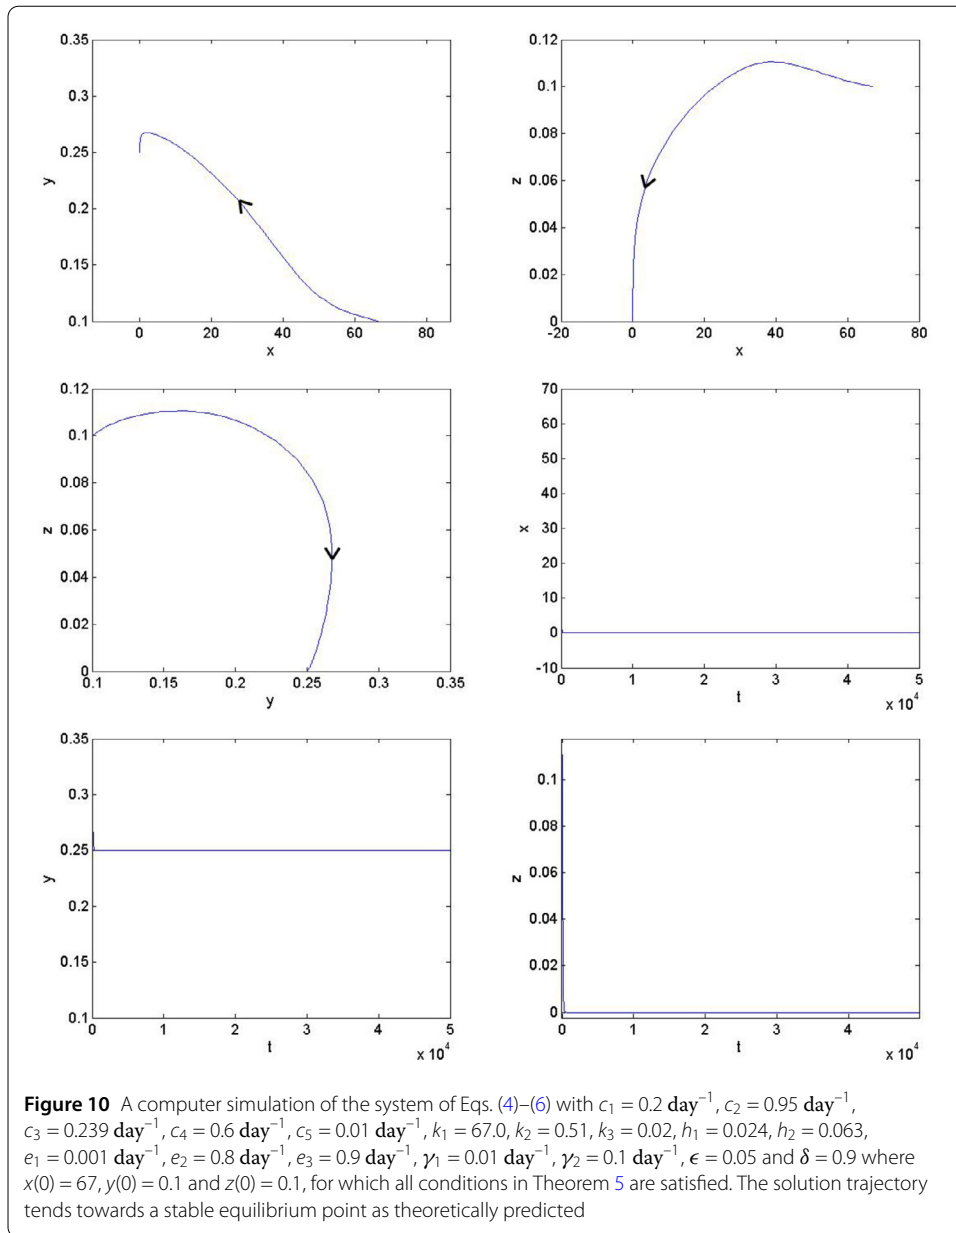 0.35
0.3
0.25
y
0.2
0.15
0.1
0 20 40 60 80
x
0.12
0.1
0.08
z
0.06
0.04
0.02
0
-20 0 20 40 60 80
x
0.12
0.1
0.08
z
0.06
0.04
0.02
0
0.1 0.15 0.2 0.25 0.3 0.35
y
70
60
50
40
x
30
20
10
0
-10
0 1 2 3 4 5
t
x 10⁴
0.35
0.3
0.25
y
0.2
0.15
0.1
0 1 2 3 4 5
t
x 10⁴
0.1
0.08
z
0.06
0.04
0.02
0
0 1 2 3 4
t
x 10⁴
Figure 10 A computer simulation of the system of Eqs. (4)–(6) with c₁ = 0.2 day⁻¹, c₂ = 0.95 day⁻¹,
c₃ = 0.239 day⁻¹, c₄ = 0.6 day⁻¹, c₅ = 0.01 day⁻¹, k₁ = 67.0, k₂ = 0.51, k₃ = 0.02, h₁ = 0.024, h₂ = 0.063,
e₁ = 0.001 day⁻¹, e₂ = 0.8 day⁻¹, e₃ = 0.9 day⁻¹, γ₁ = 0.01 day⁻¹, γ₂ = 0.1 day⁻¹, ϵ = 0.05 and δ = 0.9 where
x(0) = 67, y(0) = 0.1 and z(0) = 0.1, for which all conditions in Theorem 5 are satisfied. The solution trajectory
tends towards a stable equilibrium point as theoretically predicted